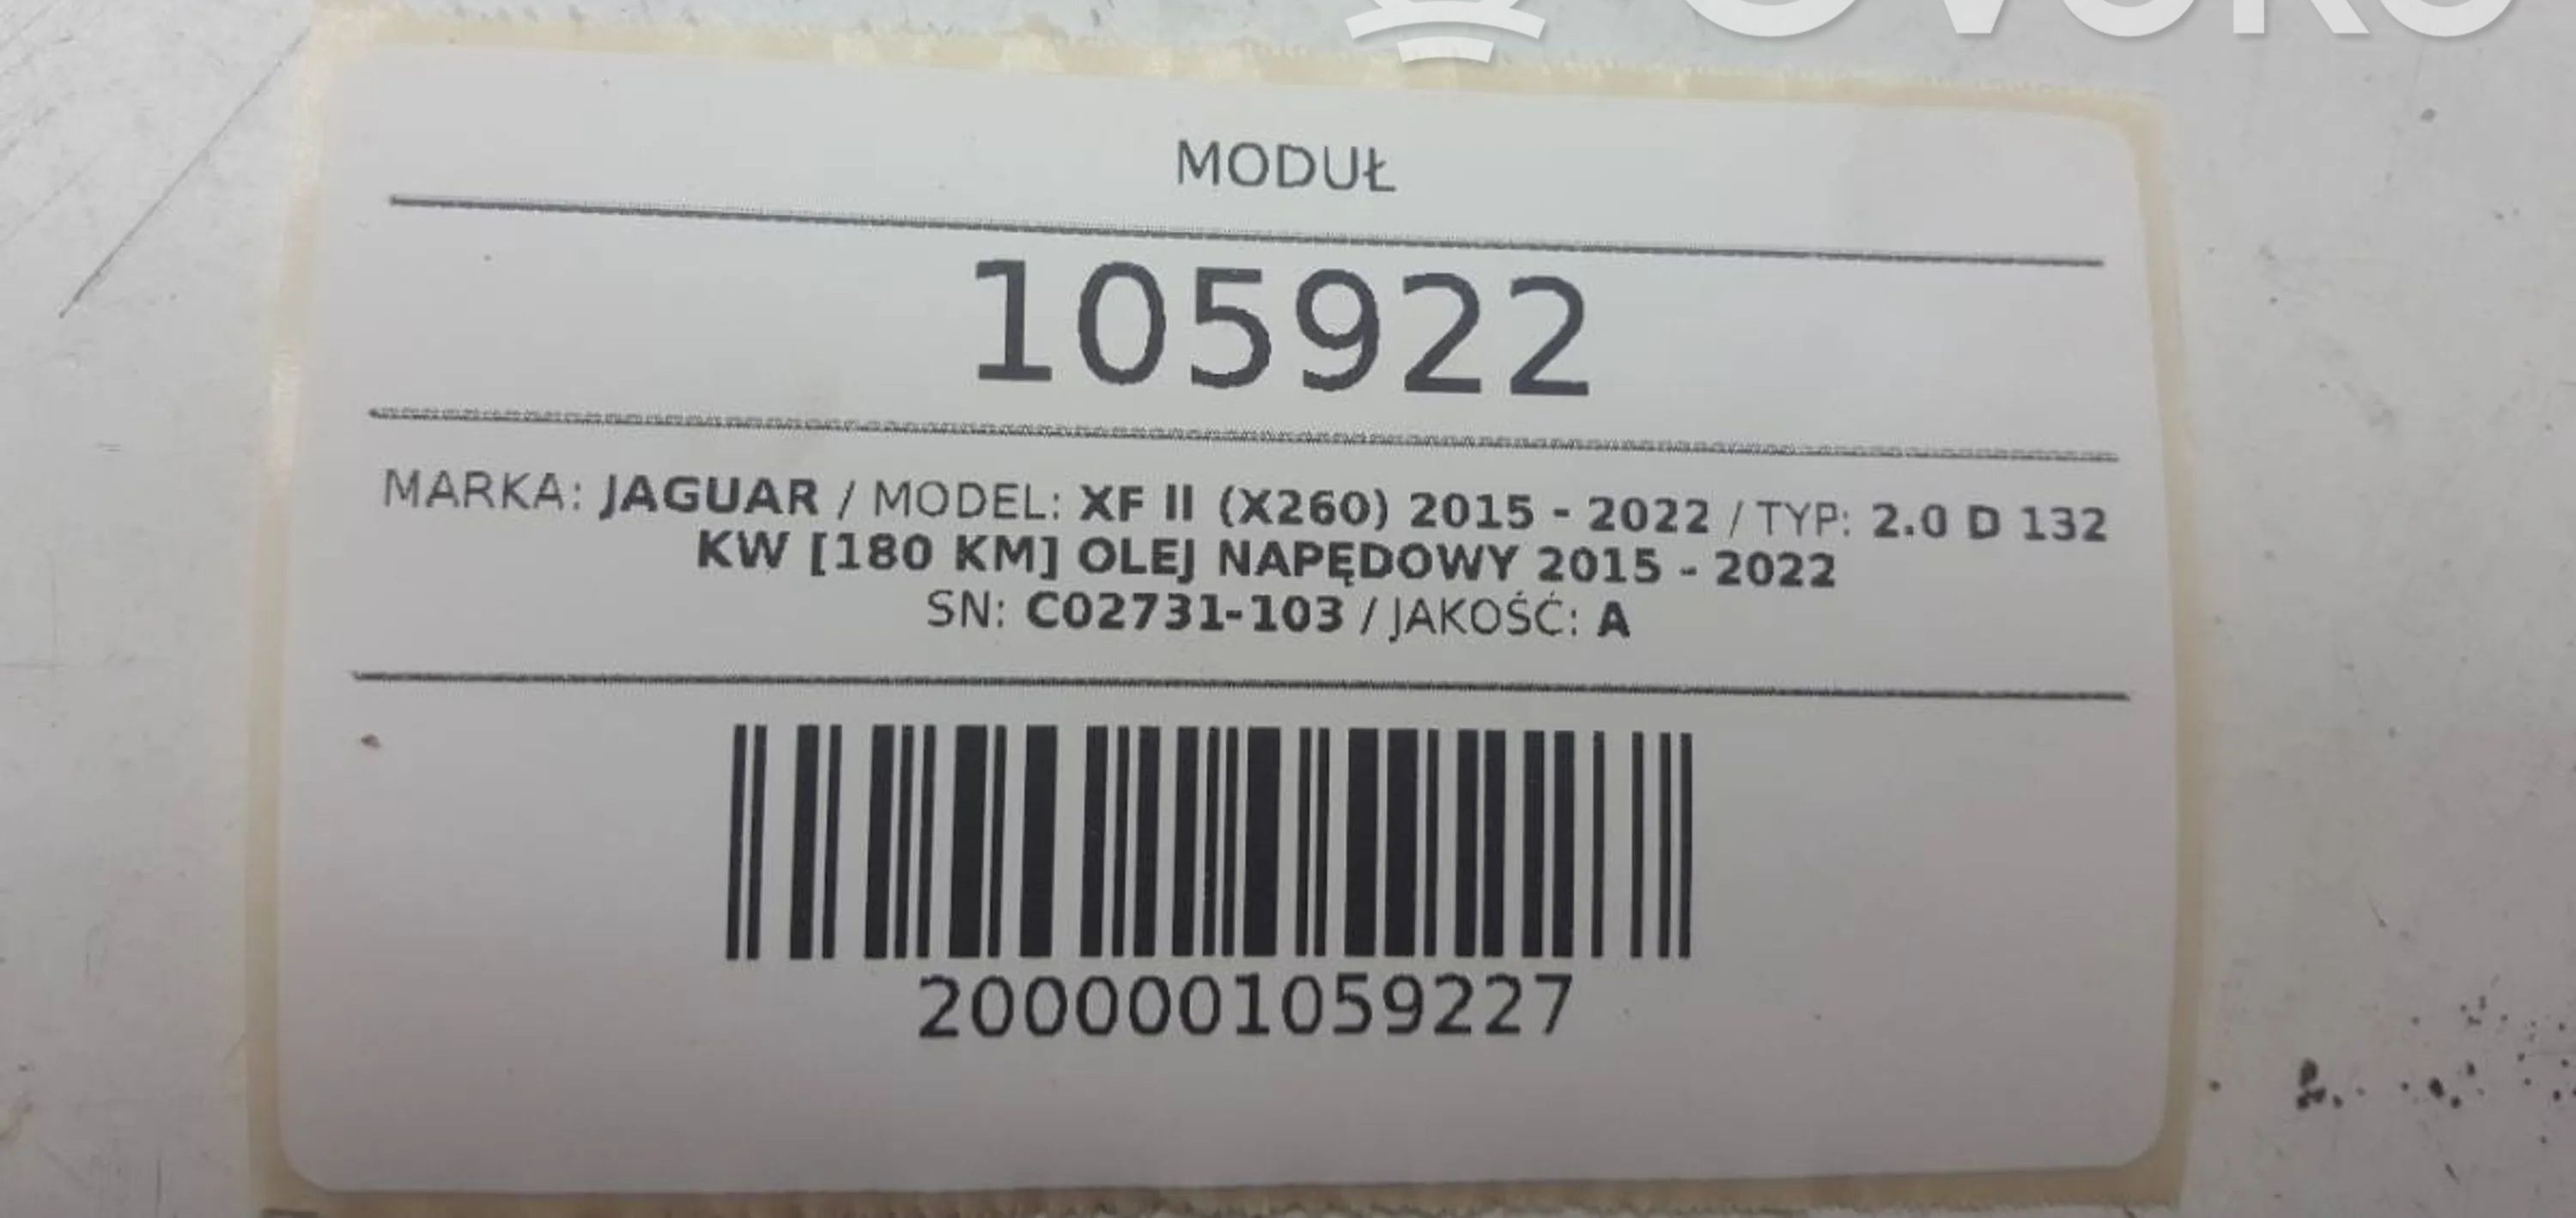 MODUŁ
105922
MARKA: JAGUAR / MODEL: XF II (X260) 2015 - 2022 / TYP: 2.0 D 132
KW [180 KM] OLEJ NAPĘDOWY 2015 - 2022
SN: C02731-103 / JAKOŚĆ: A
2000001059227